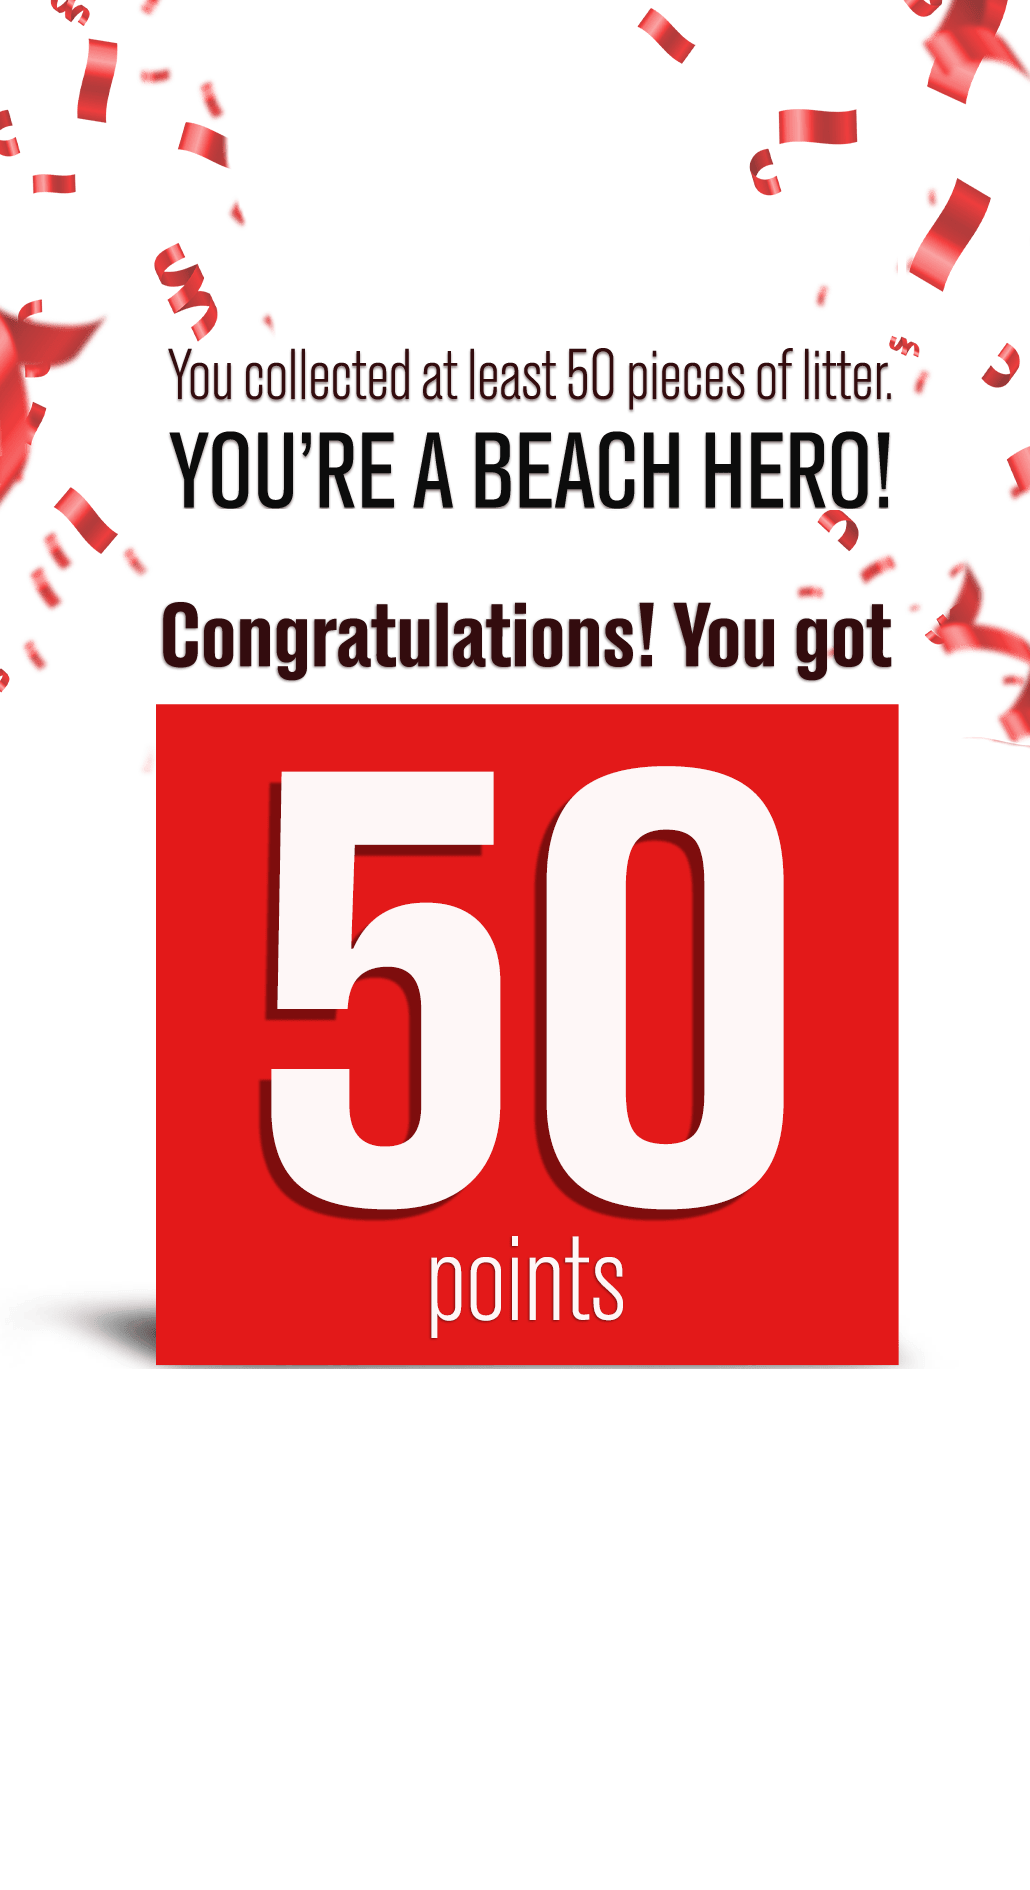 You collected at least 50 pieces of litter.
YOU’RE A BEACH HERO!
Congratulations! You got
50
points